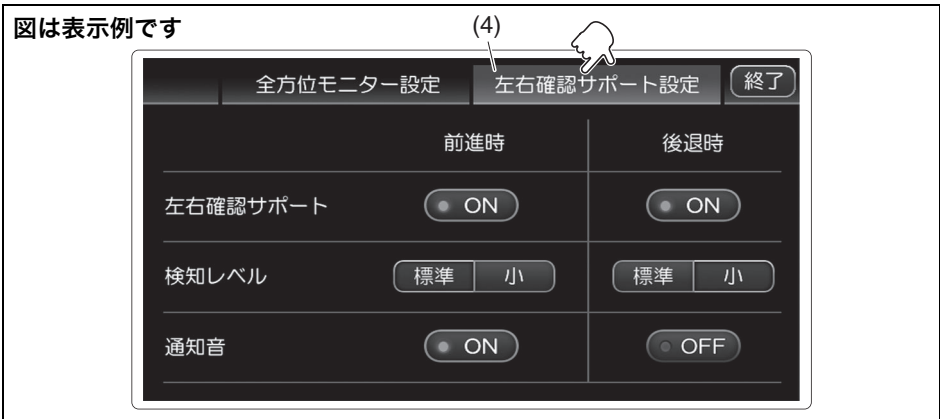 図は表示例です
(4)
全方位モニター設定 左右確認サポート設定 終了
前進時 後退時
左右確認サポート ON ON
検知レベル 標準 小 標準 小
通知音 ON OFF